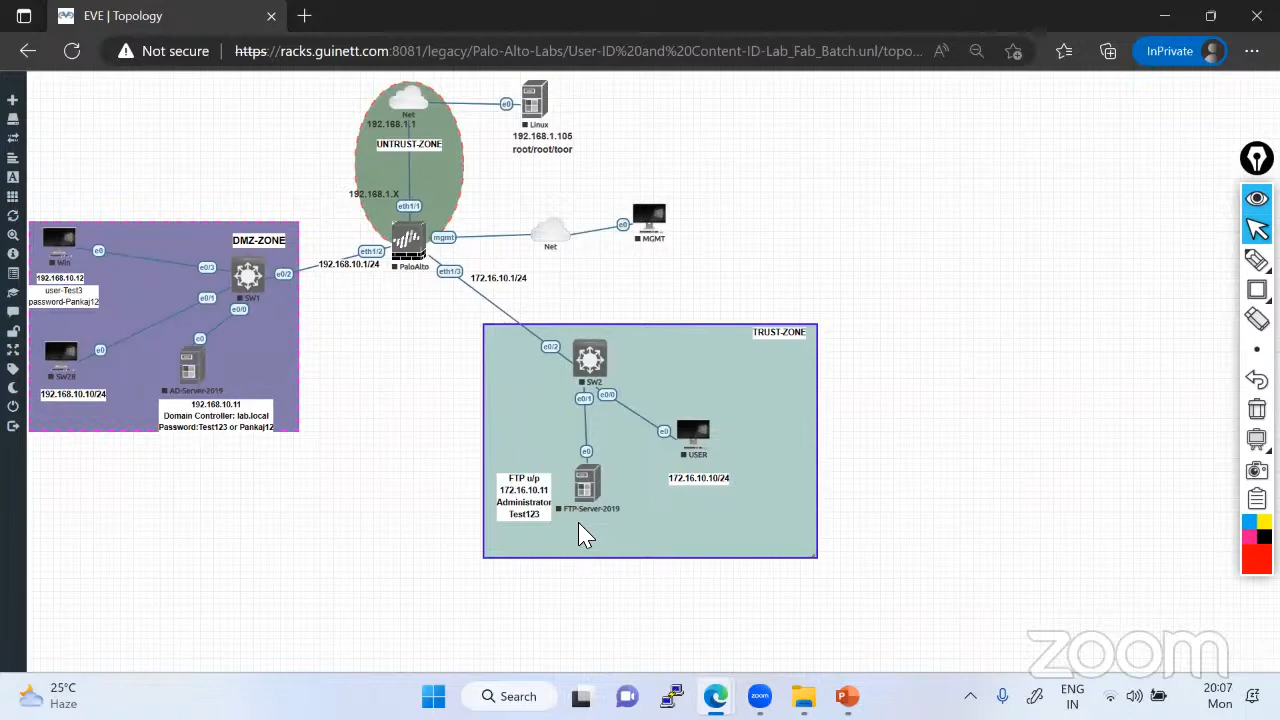 EVE | Topology
Not secure
https://racks.guinett.com:8081/legacy/Palo-Alto-Labs/User-ID%20and%20Content-ID-Lab_Fab_Batch.unl/topo...
InPrivate
Net
192.168.1.1
UNTRUST-ZONE
e0
Linux
192.168.1.105
root/root/toor
192.168.1.X
eth1/1
mgmt
Net
e0
MGMT
PaloAlto
eth1/2
192.168.10.1/24
eth1/3
172.16.10.1/24
DMZ-ZONE
Win
e0
192.168.10.12
user-Test3
password-Pankaj12
e0/3
e0/2
SW1
e0/1
e0/0
e0
SW28
192.168.10.10/24
e0
AD-Server-2019
192.168.10.11
Domain Controller: lab.local
Password:Test123 or Pankaj12
TRUST-ZONE
e0/2
SW2
e0/1
e0/0
e0
USER
172.16.10.10/24
e0
FTP-Server-2019
FTP u/p
172.16.10.11
Administrator
Test123
zoom
25°C
Haze
Search
zoom
ENG
IN
20:07
Mon